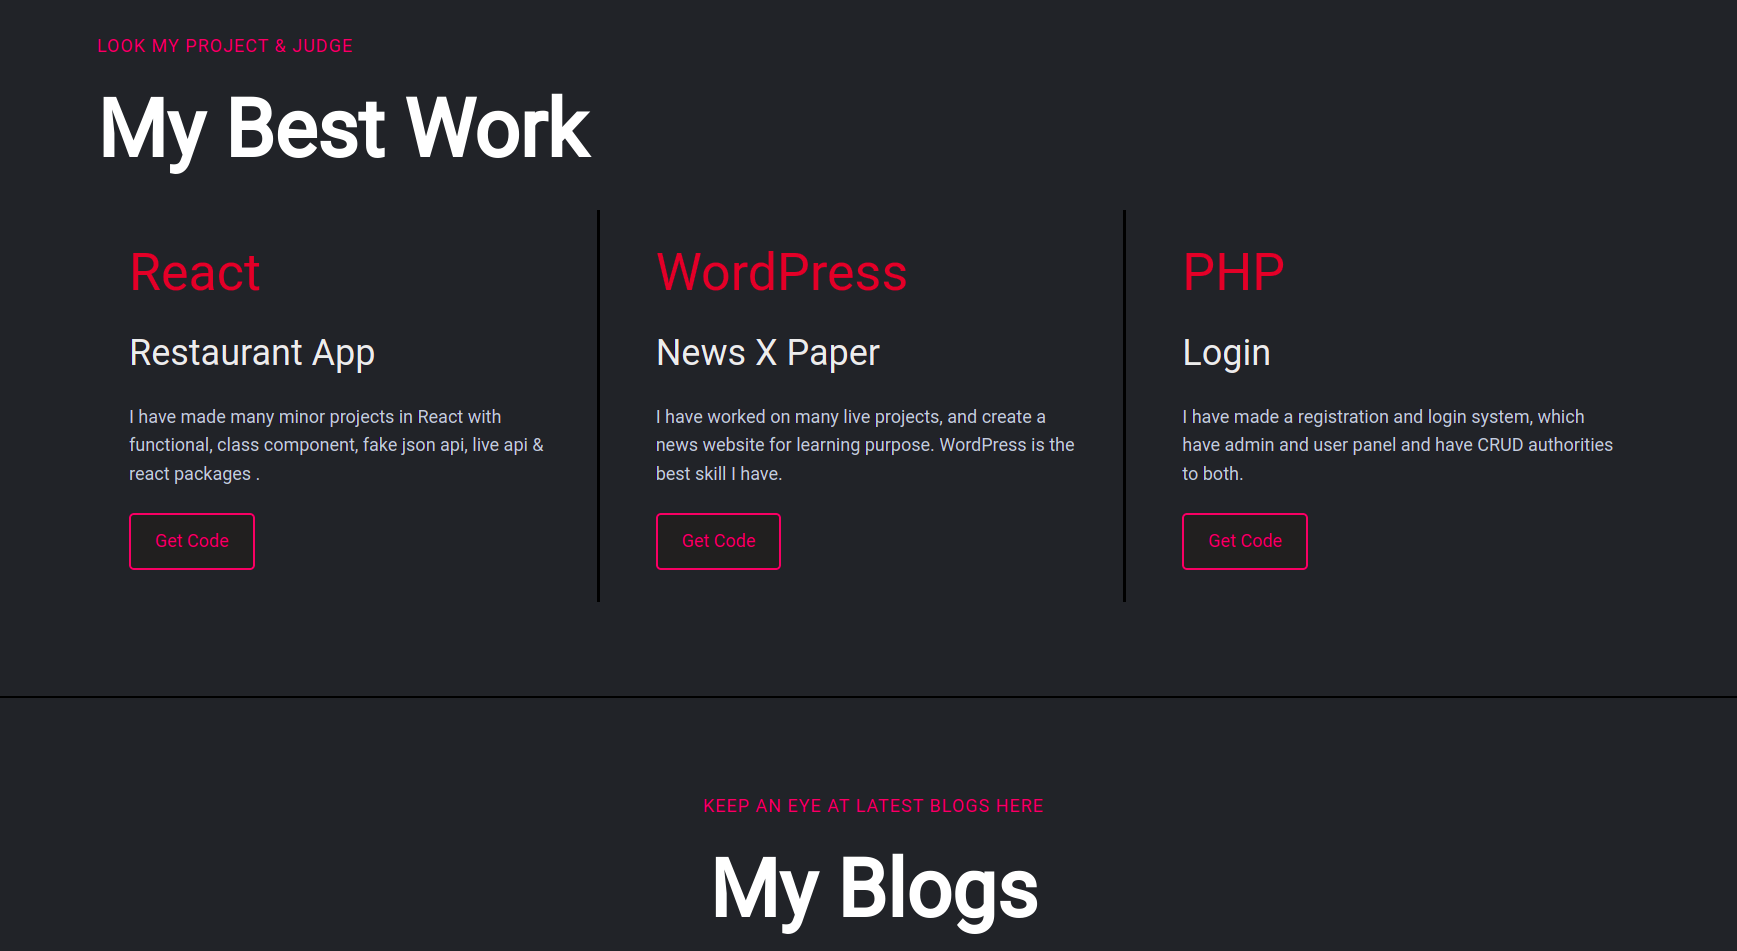 LOOK MY PROJECT & JUDGE
My Best Work
React
Restaurant App
I have made many minor projects in React with
functional, class component, fake json api, live api &
react packages .
Get Code
WordPress
News X Paper
I have worked on many live projects, and create a
news website for learning purpose. WordPress is the
best skill I have.
Get Code
PHP
Login
I have made a registration and login system, which
have admin and user panel and have CRUD authorities
to both.
Get Code
KEEP AN EYE AT LATEST BLOGS HERE
My Blogs